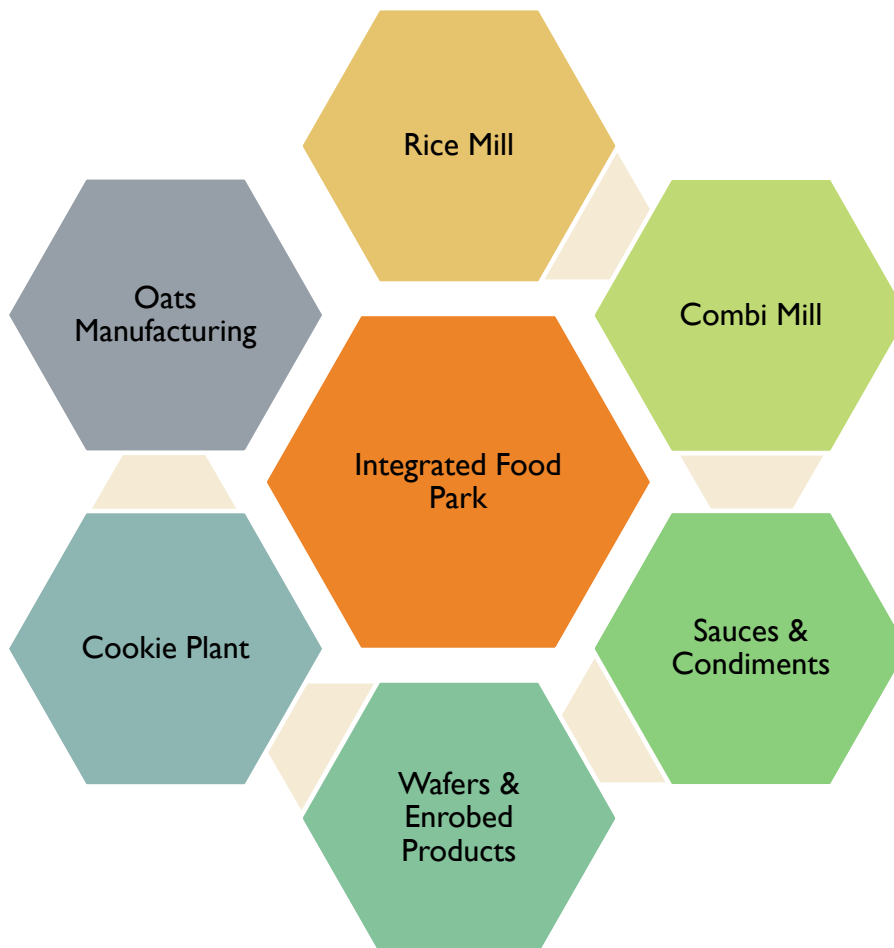 Rice Mill
Oats
Manufacturing
Combi Mill
Integrated Food
Park
Cookie Plant
Sauces &
Condiments
Wafers &
Enrobed
Products